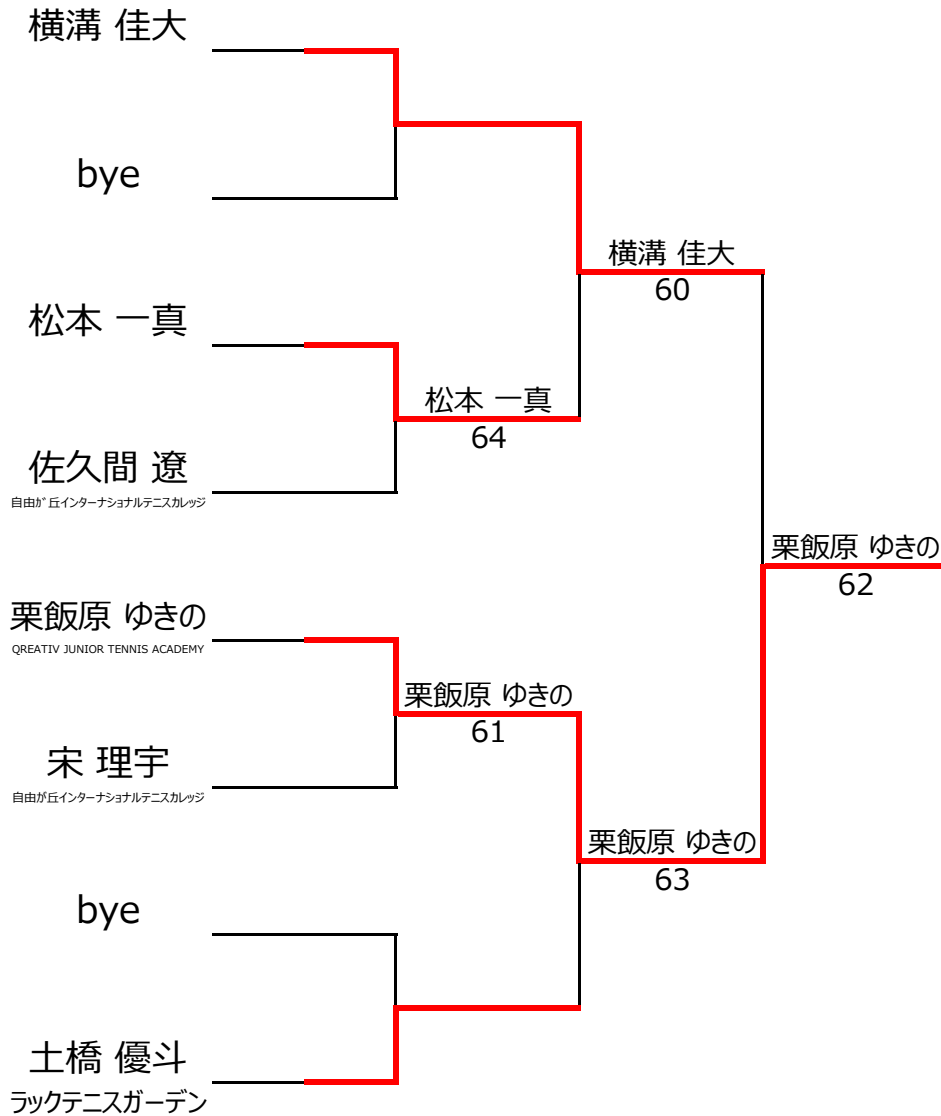 横溝 佳大
bye
横溝 佳大
60
松本 一真
松本 一真
64
佐久間 遼
自由が丘インターナショナルテニスカレッジ
栗飯原 ゆきの
62
栗飯原 ゆきの
QREATIV JUNIOR TENNIS ACADEMY
栗飯原 ゆきの
61
宋 理宇
自由が丘インターナショナルテニスカレッジ
栗飯原 ゆきの
63
bye
土橋 優斗
ラックテニスガーデン